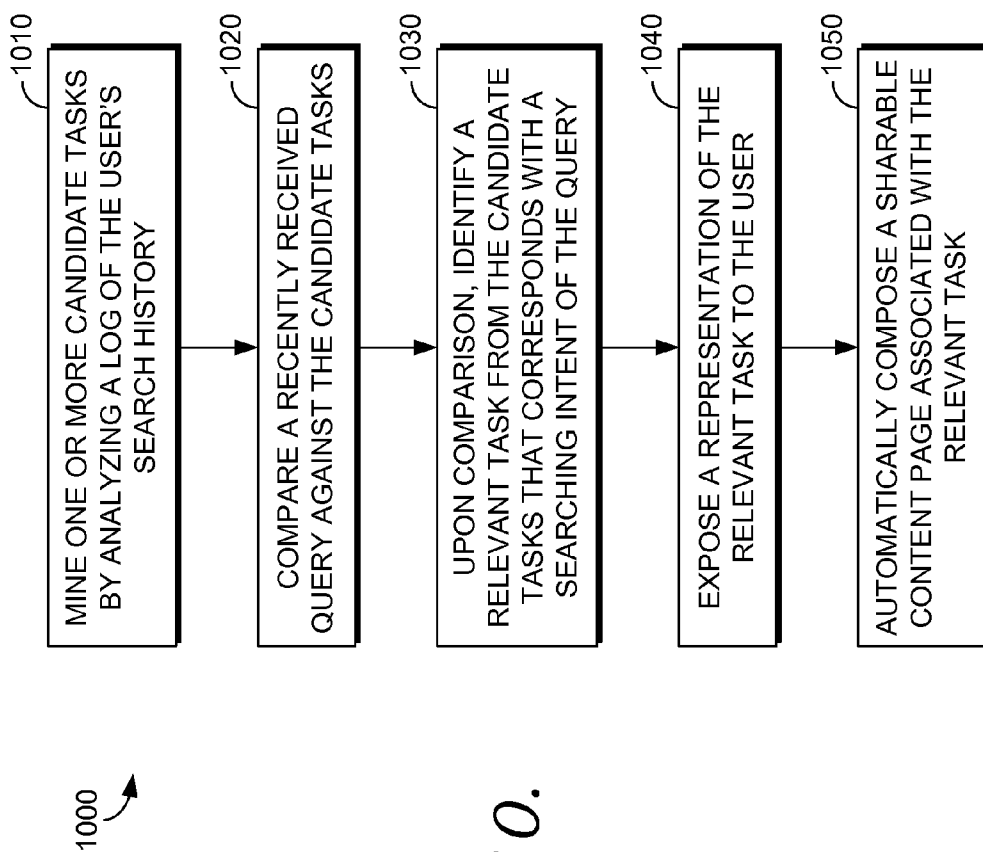 1000
1010
MINE ONE OR MORE CANDIDATE TASKS
BY ANALYZING A LOG OF THE USER'S
SEARCH HISTORY
1020
COMPARE A RECENTLY RECEIVED
QUERY AGAINST THE CANDIDATE TASKS
1030
UPON COMPARISON, IDENTIFY A
RELEVANT TASK FROM THE CANDIDATE
TASKS THAT CORRESPONDS WITH A
SEARCHING INTENT OF THE QUERY
1040
EXPOSE A REPRESENTATION OF THE
RELEVANT TASK TO THE USER
1050
AUTOMATICALLY COMPOSE A SHARABLE
CONTENT PAGE ASSOCIATED WITH THE
RELEVANT TASK